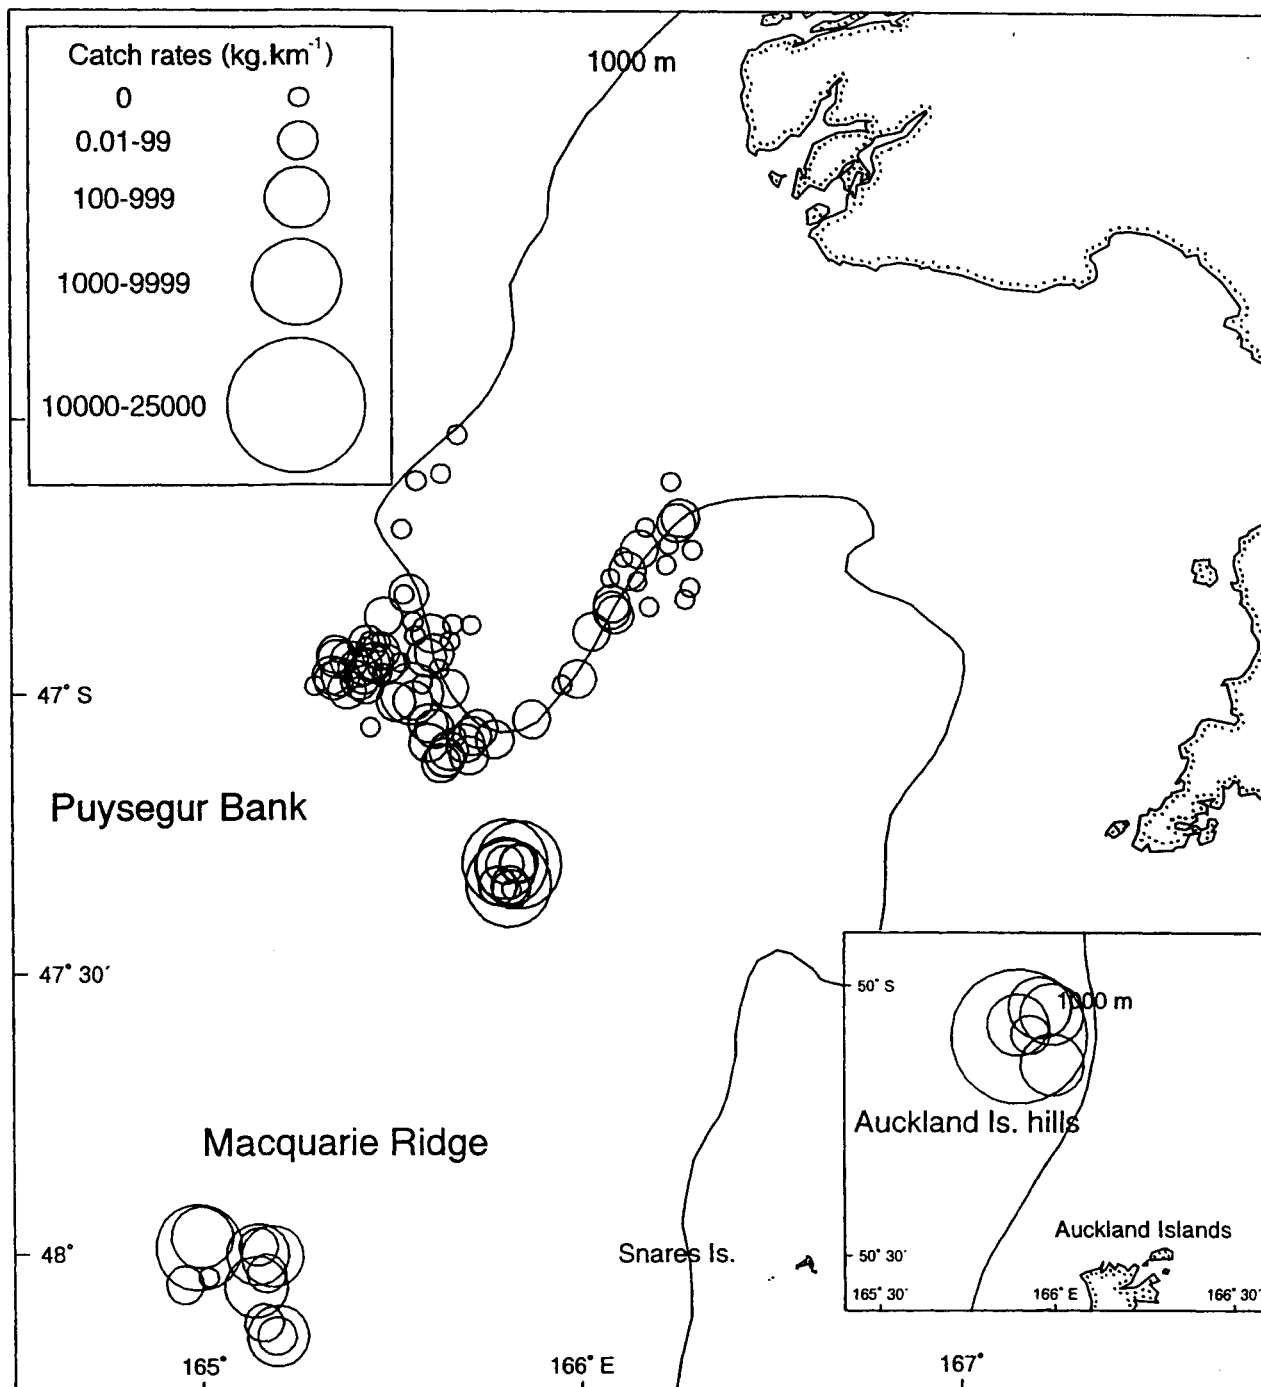 Catch rates (kg.km⁻¹)
0
0.01-99
100-999
1000-9999
10000-25000
1000 m
47° S
Puysegur Bank
47° 30′
50° S
1000 m
Auckland Is. hills
Macquarie Ridge
Auckland Islands
48°
Snares Is.
50° 30′
165° 30′
166° E
166° 30′
165°
166° E
167°